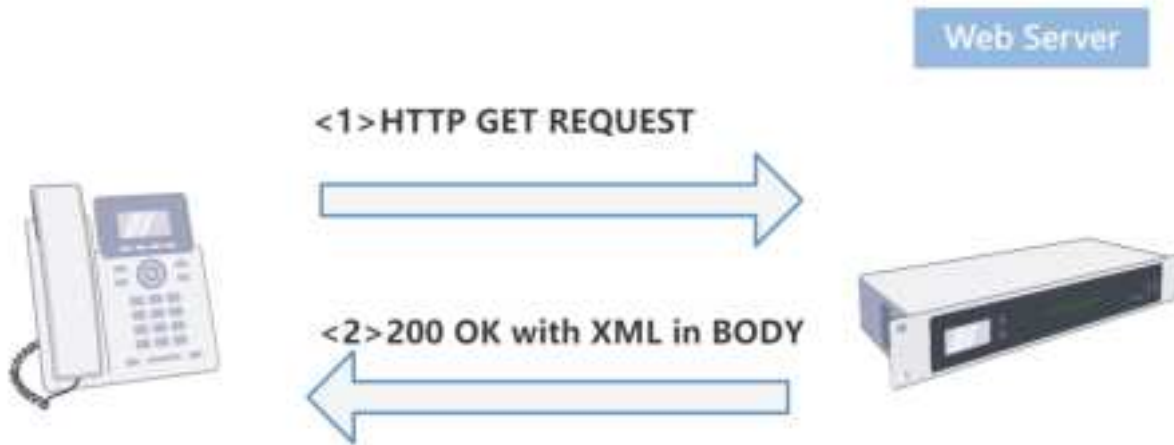 Web Server
<1>HTTP GET REQUEST
<2>200 OK with XML in BODY